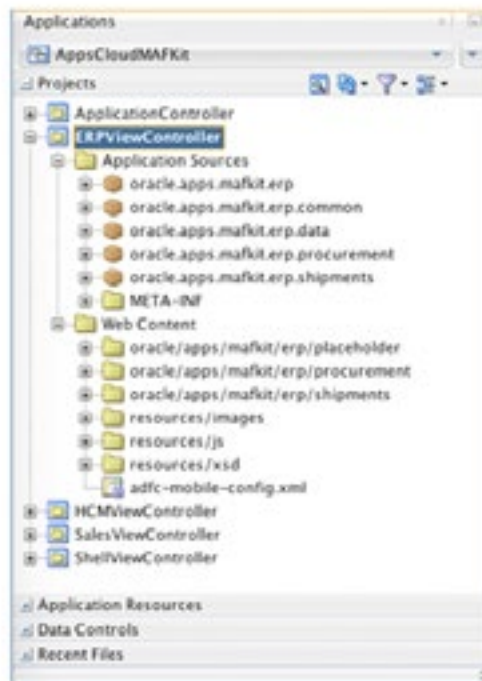 Applications
AppsCloudMAFKit
Projects
ApplicationController
ERPViewController
Application Sources
oracle.apps.mafkit.erp
oracle.apps.mafkit.erp.common
oracle.apps.mafkit.erp.data
oracle.apps.mafkit.erp.procurement
oracle.apps.mafkit.erp.shipments
META-INF
Web Content
oracle/apps/mafkit/erp/placeholder
oracle/apps/mafkit/erp/procurement
oracle/apps/mafkit/erp/shipments
resources/images
resources/js
resources/xsd
adfc-mobile-config.xml
HCMViewController
SalesViewController
ShellViewController
Application Resources
Data Controls
Recent Files